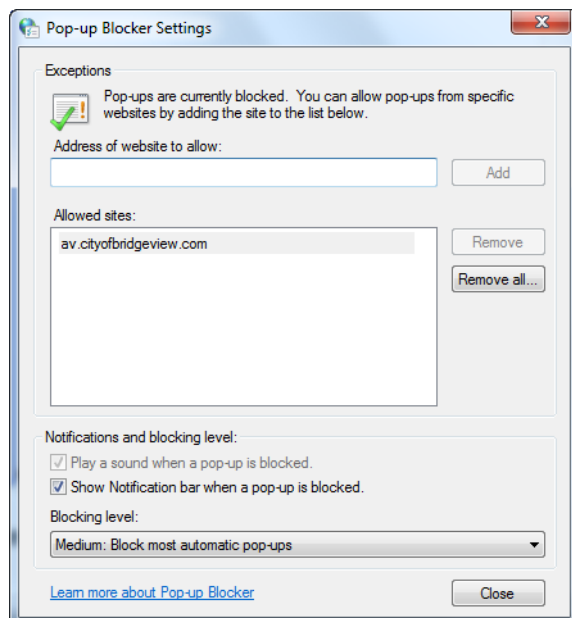 Pop-up Blocker Settings
Exceptions
Pop-ups are currently blocked. You can allow pop-ups from specific
websites by adding the site to the list below.
Address of website to allow:
Add
Allowed sites:
av.cityofbridgeview.com
Remove
Remove all...
Notifications and blocking level:
Play a sound when a pop-up is blocked.
Show Notification bar when a pop-up is blocked.
Blocking level:
Medium: Block most automatic pop-ups
Learn more about Pop-up Blocker
Close